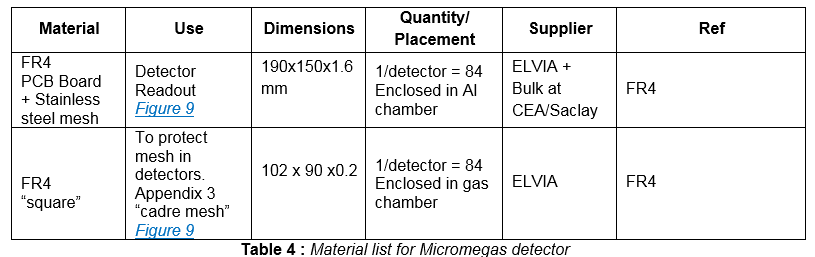 Material Use Dimensions Quantity/ Placement Supplier Ref
FR4
PCB Board
+ Stainless
steel mesh
Detector
Readout
Figure 9
190x150x1.6
mm
1/detector = 84
Enclosed in Al
chamber
ELVIA +
Bulk at
CEA/Saclay
FR4
FR4
“square”
To protect
mesh in
detectors.
Appendix 3
“cadre mesh”
Figure 9
102 x 90 x0.2
1/detector = 84
Enclosed in gas
chamber
ELVIA
FR4
Table 4 : Material list for Micromegas detector